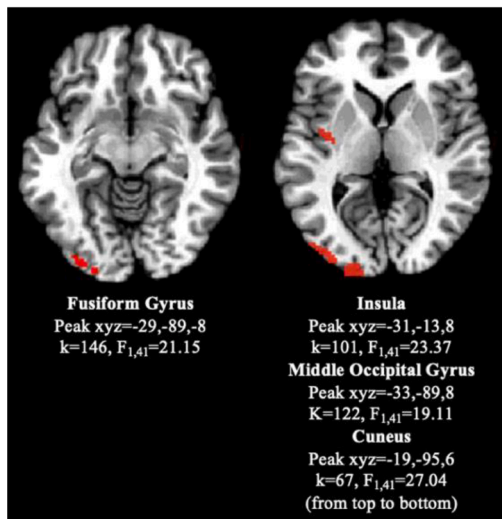 Fusiform Gyrus
Peak xyz=-29,-89,-8
k=146, F1,41=21.15
Insula
Peak xyz=-31,-13,8
k=101, F1,41=23.37
Middle Occipital Gyrus
Peak xyz=-33,-89,8
K=122, F1,41=19.11
Cuneus
Peak xyz=-19,-95,6
k=67, F1,41=27.04
(from top to bottom)